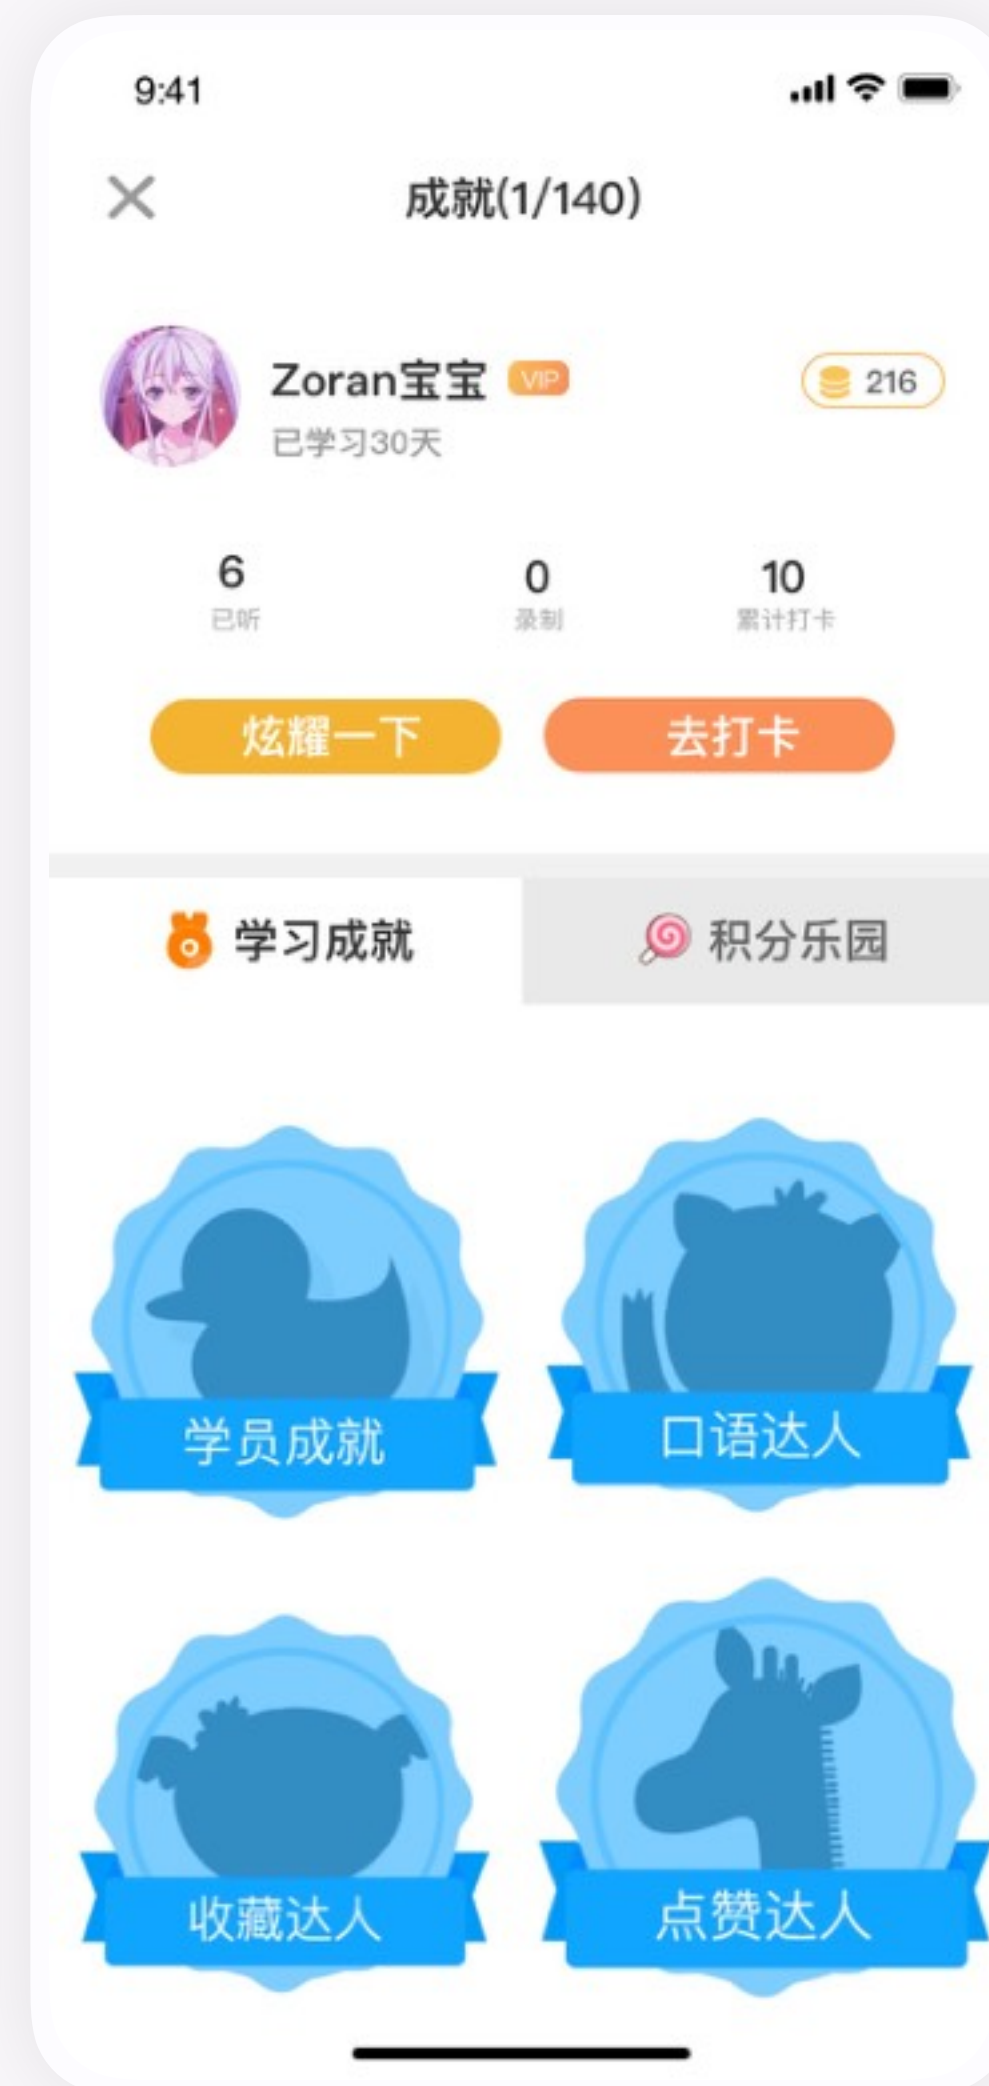 9:41
成就(1/140)
Zoran宝宝 VIP 216
已学习30天
6 0 10
已听 录制 累计打卡
炫耀一下 去打卡
学习成就 积分乐园
学员成就 口语达人
收藏达人 点赞达人